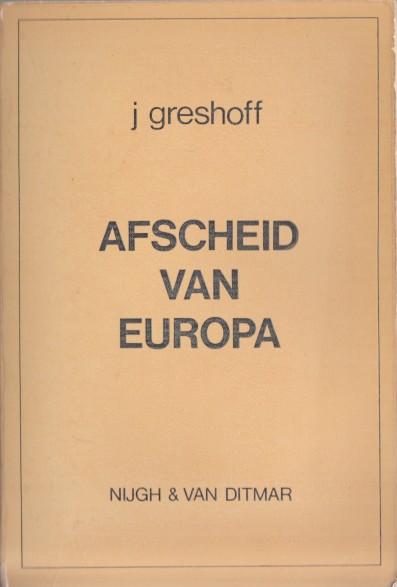 j greshoff
AFSCHEID
VAN
EUROPA
NIJGH & VAN DITMAR